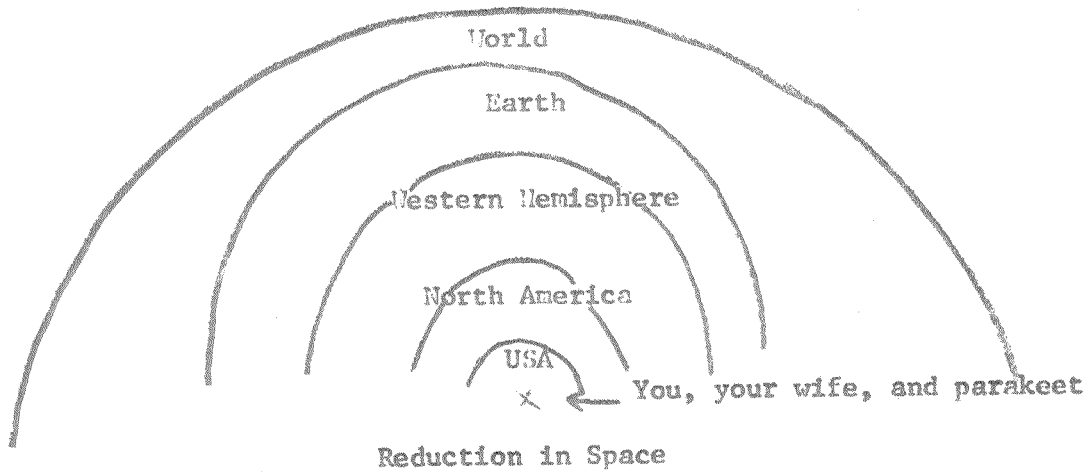 World
Earth
Western Hemisphere
North America
USA
You, your wife, and parakeet
Reduction in Space